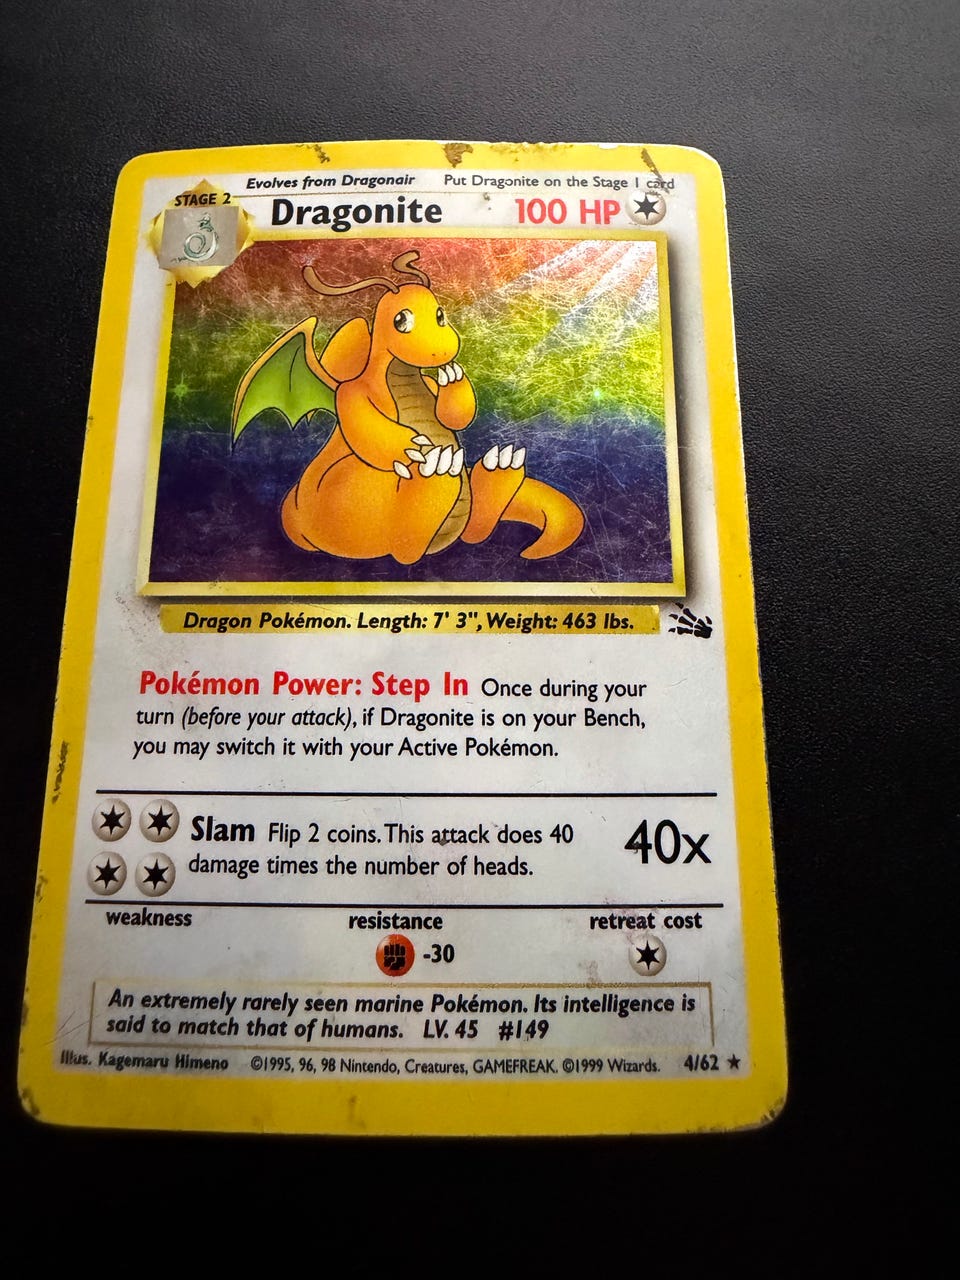 Evolves from Dragonair Put Dragonite on the Stage 1 card
STAGE 2
Dragonite 100 HP
Dragon Pokémon. Length: 7' 3", Weight: 463 lbs.
Pokémon Power: Step In Once during your
turn (before your attack), if Dragonite is on your Bench,
you may switch it with your Active Pokémon.
Slam Flip 2 coins. This attack does 40 40x
damage times the number of heads.
weakness resistance retreat cost
-30
An extremely rarely seen marine Pokémon. Its intelligence is
said to match that of humans. LV. 45 #149
Illus. Kagemaru Himeno ©1995, 96, 98 Nintendo, Creatures, GAMEFREAK. ©1999 Wizards. 4/62 ★